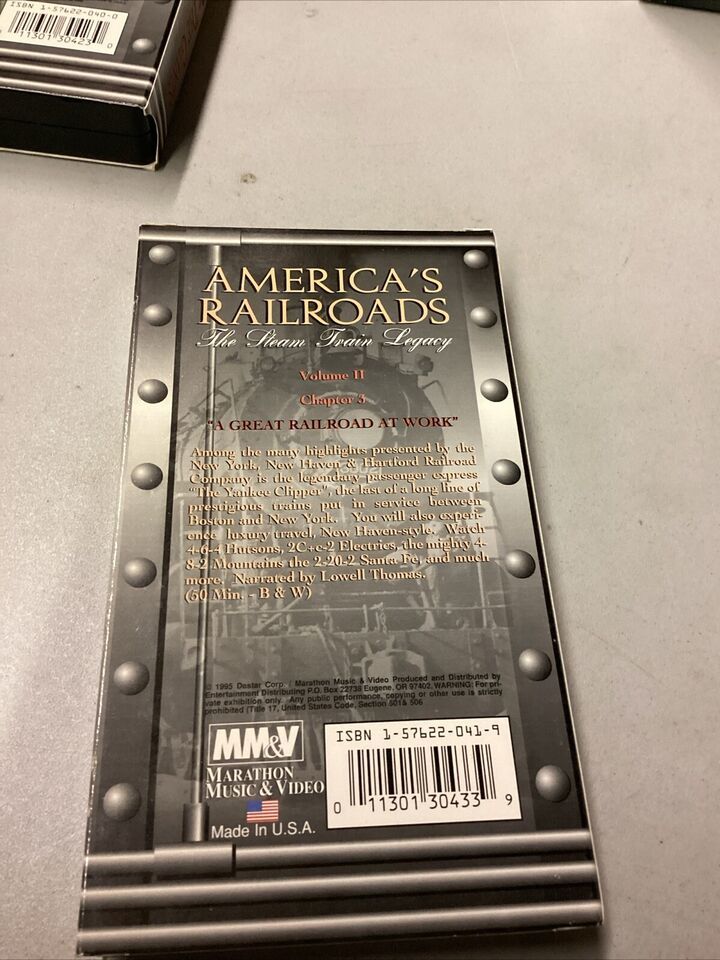 ISBN 1-57622-040-0
11301 30423 0
AMERICA'S
RAILROADS
The Steam Train Legacy
Volume II
Chapter 3
"A GREAT RAILROAD AT WORK"
Among the many highlights presented by the
New York, New Haven & Hartford Railroad
Company is the legendary passenger express
"The Yankee Clipper", the last of a long line of
prestigious trains put in service between
Boston and New York. You will also experi-
ence luxury travel, New Haven-style. Watch
4-6-4 Hutsons, 2C+c-2 Electrics, the mighty 4-
8-2 Mountains the 2-20-2 Santa Fe, and much
more. Narrated by Lowell Thomas.
(50 Min. - B & W)
© 1995 Destar Corp. / Marathon Music & Video Produced and Distributed by
Entertainment Distributing P.O. Box 22738 Eugene, OR 97402. WARNING: For pri-
vate exhibition only. Any public performance, copying or other use is strictly
prohibited (Title 17, United States Code, Section 501& 506
MM&V
MARATHON
MUSIC & VIDEO
Made In U.S.A.
ISBN 1-57622-041-9
0 11301 30433 9